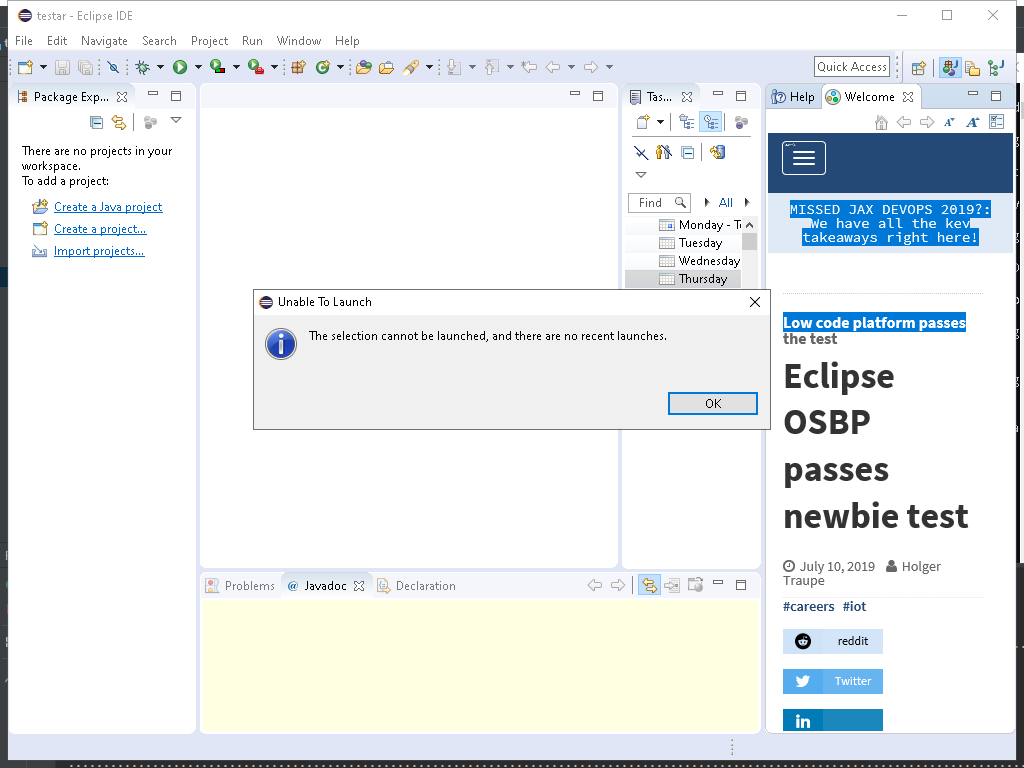 testar - Eclipse IDE
File Edit Navigate Search Project Run Window Help
Quick Access
Package Exp...
There are no projects in your
workspace.
To add a project:
Create a Java project
Create a project...
Import projects...
Tas...
Find
All
Monday - T
Tuesday
Wednesday
Thursday
Help
Welcome
MISSED JAX DEVOPS 2019?:
We have all the key
takeaways right here!
Low code platform passes
the test
Eclipse
OSBP
passes
newbie test
July 10, 2019 Holger
Traupe
#careers #iot
reddit
Twitter
in
Unable To Launch
The selection cannot be launched, and there are no recent launches.
OK
Problems
@ Javadoc
Declaration